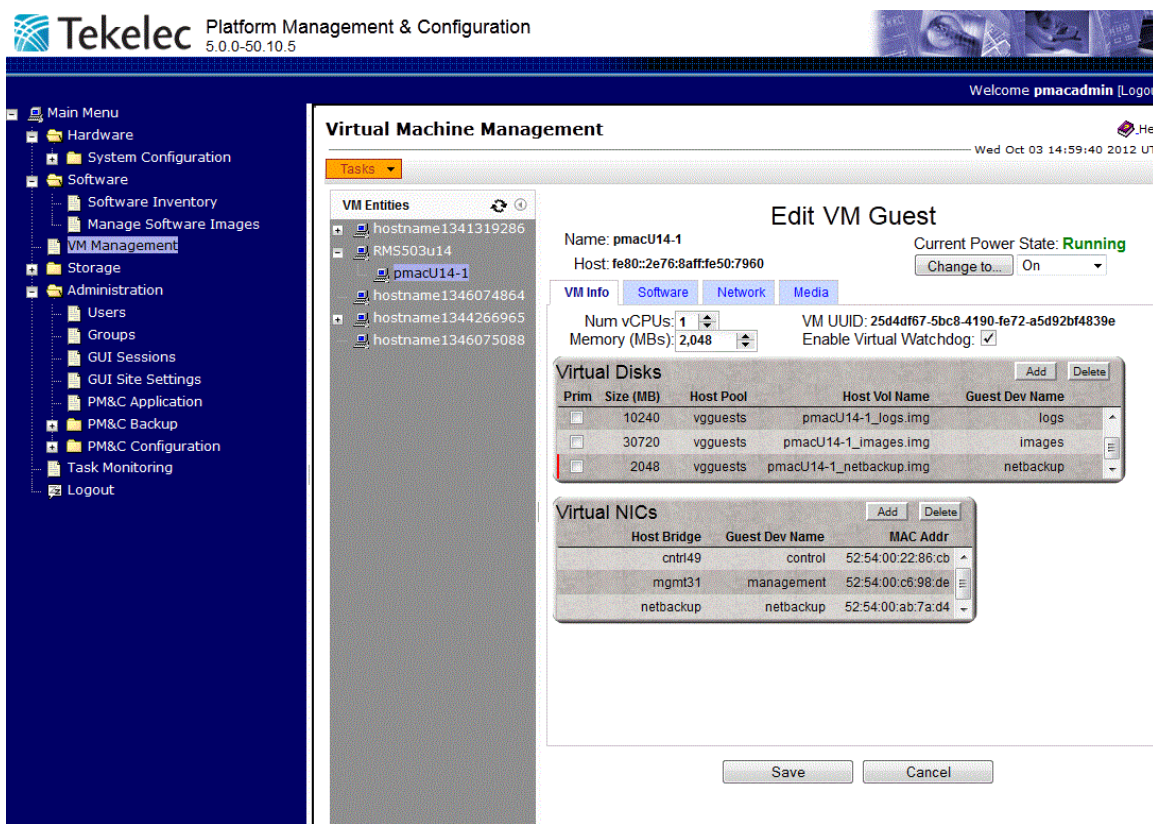 Tekelec Platform Management & Configuration
5.0.0-50.10.5
Welcome pmacadmin [Logou
Main Menu
Hardware
System Configuration
Software
Software Inventory
Manage Software Images
VM Management
Storage
Administration
Users
Groups
GUI Sessions
GUI Site Settings
PM&C Application
PM&C Backup
PM&C Configuration
Task Monitoring
Logout
Virtual Machine Management
He
Wed Oct 03 14:59:40 2012 UT
Tasks
VM Entities
hostname1341319286
RMS503u14
pmacU14-1
hostname1346074864
hostname1344266965
hostname1346075088
Edit VM Guest
Name: pmacU14-1
Current Power State: Running
Host: fe80::2e76:8aff:fe50:7960
Change to... On
VM Info Software Network Media
Num vCPUs: 1 VM UUID: 25d4df67-5bc8-4190-fe72-a5d92bf4839e
Memory (MBs): 2,048 Enable Virtual Watchdog:
Virtual Disks Add Delete
Prim Size (MB) Host Pool Host Vol Name Guest Dev Name
10240 vgguests pmacU14-1_logs.img logs
30720 vgguests pmacU14-1_images.img images
2048 vgguests pmacU14-1_netbackup.img netbackup
Virtual NICs Add Delete
Host Bridge Guest Dev Name MAC Addr
cntrl49 control 52:54:00:22:86:cb
mgmt31 management 52:54:00:c6:98:de
netbackup netbackup 52:54:00:ab:7a:d4
Save Cancel